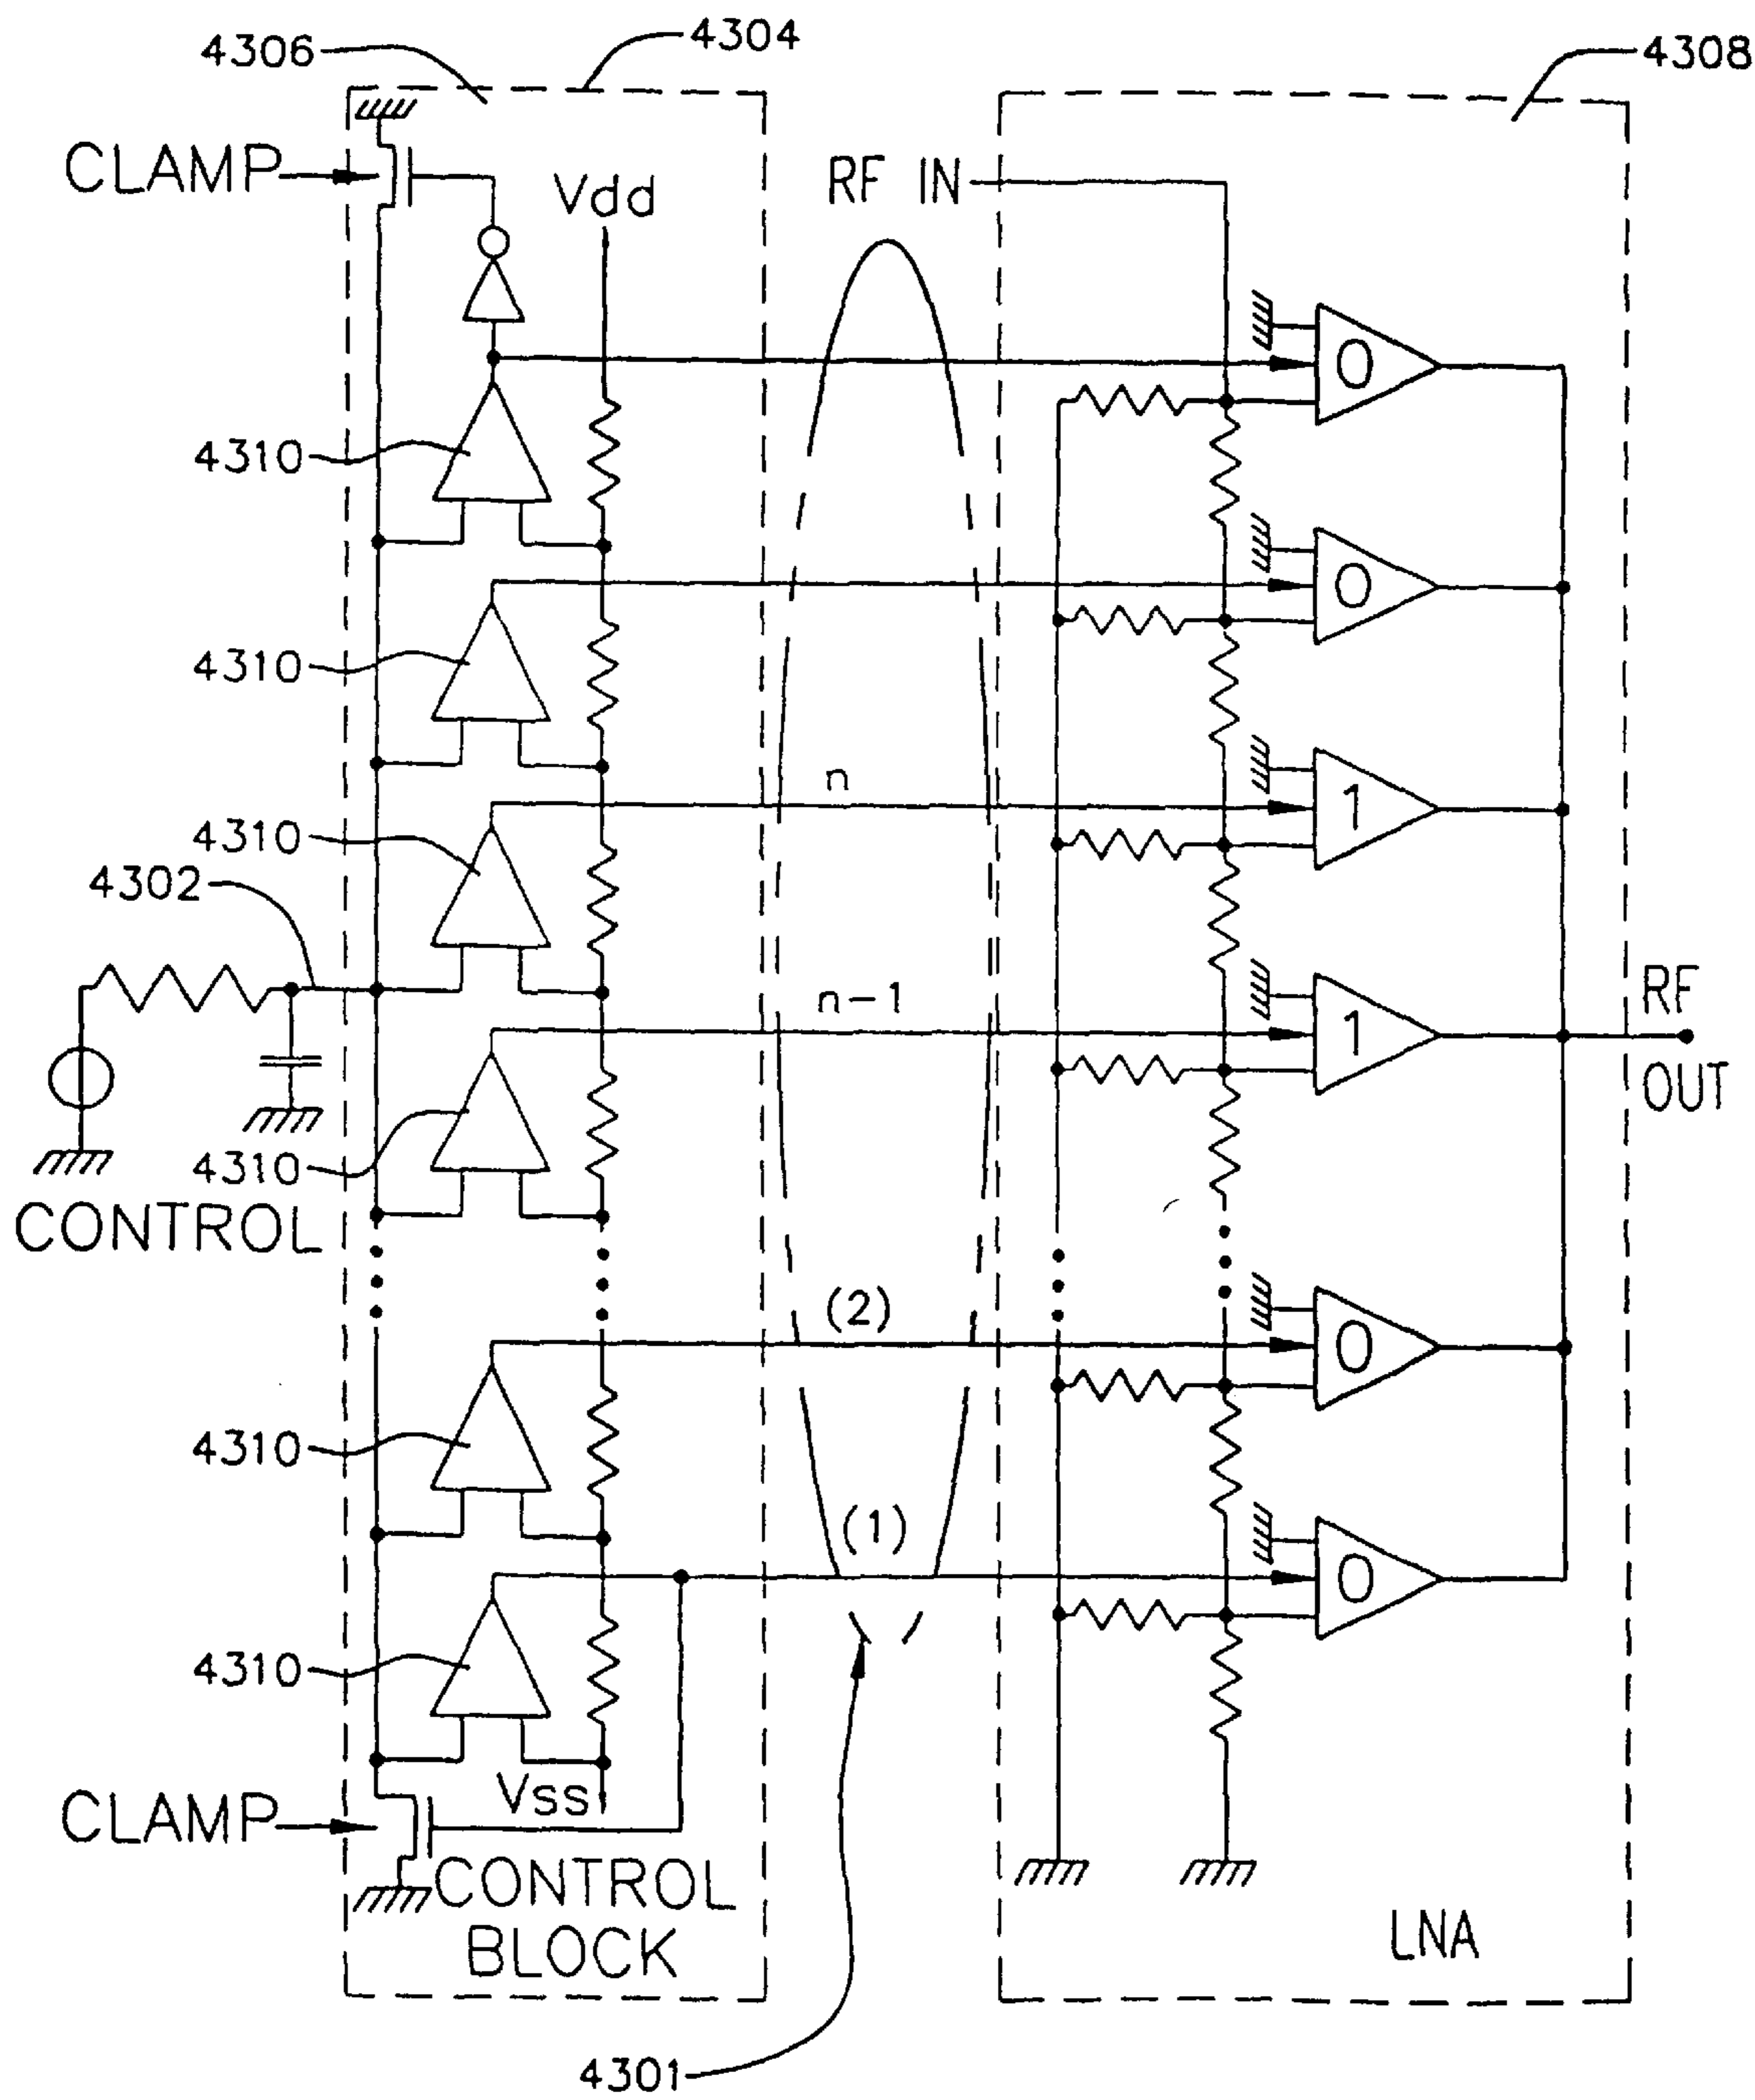 4306
4304
4308
CLAMP
Vdd
RF IN
0
4310
0
4310
n
1
4310
4302
n-1
1
RF
OUT
4310
CONTROL
(2)
0
4310
(1)
0
4310
Vss
CLAMP
CONTROL
BLOCK
LNA
4301